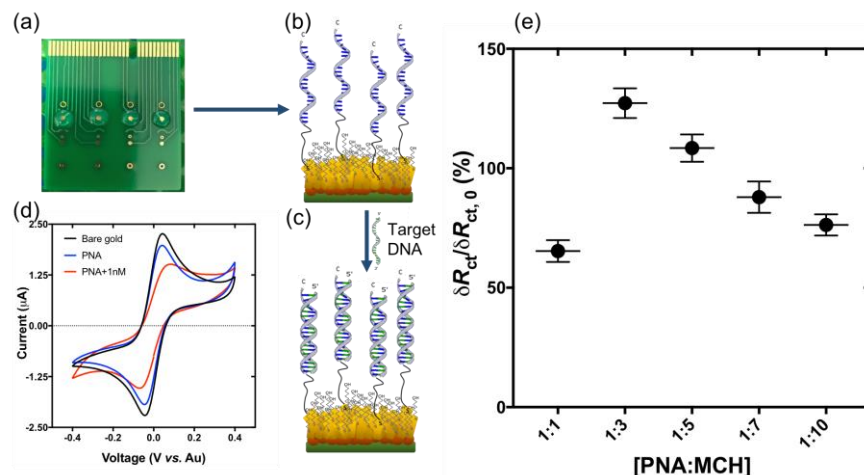 (a)
(b)
C
C
C
C
Target
DNA
(c)
C
5'
C
5'
C
5'
C
5'
(d)
2.50
1.25
0.00
-1.25
-2.50
Current (μA)
Bare gold
PNA
PNA+1nM
-0.4
-0.2
0.0
0.2
0.4
Voltage (V vs. Au)
(e)
150
100
50
0
δRct/δRct, 0 (%)
1:1
1:3
1:5
1:7
1:10
[PNA:MCH]